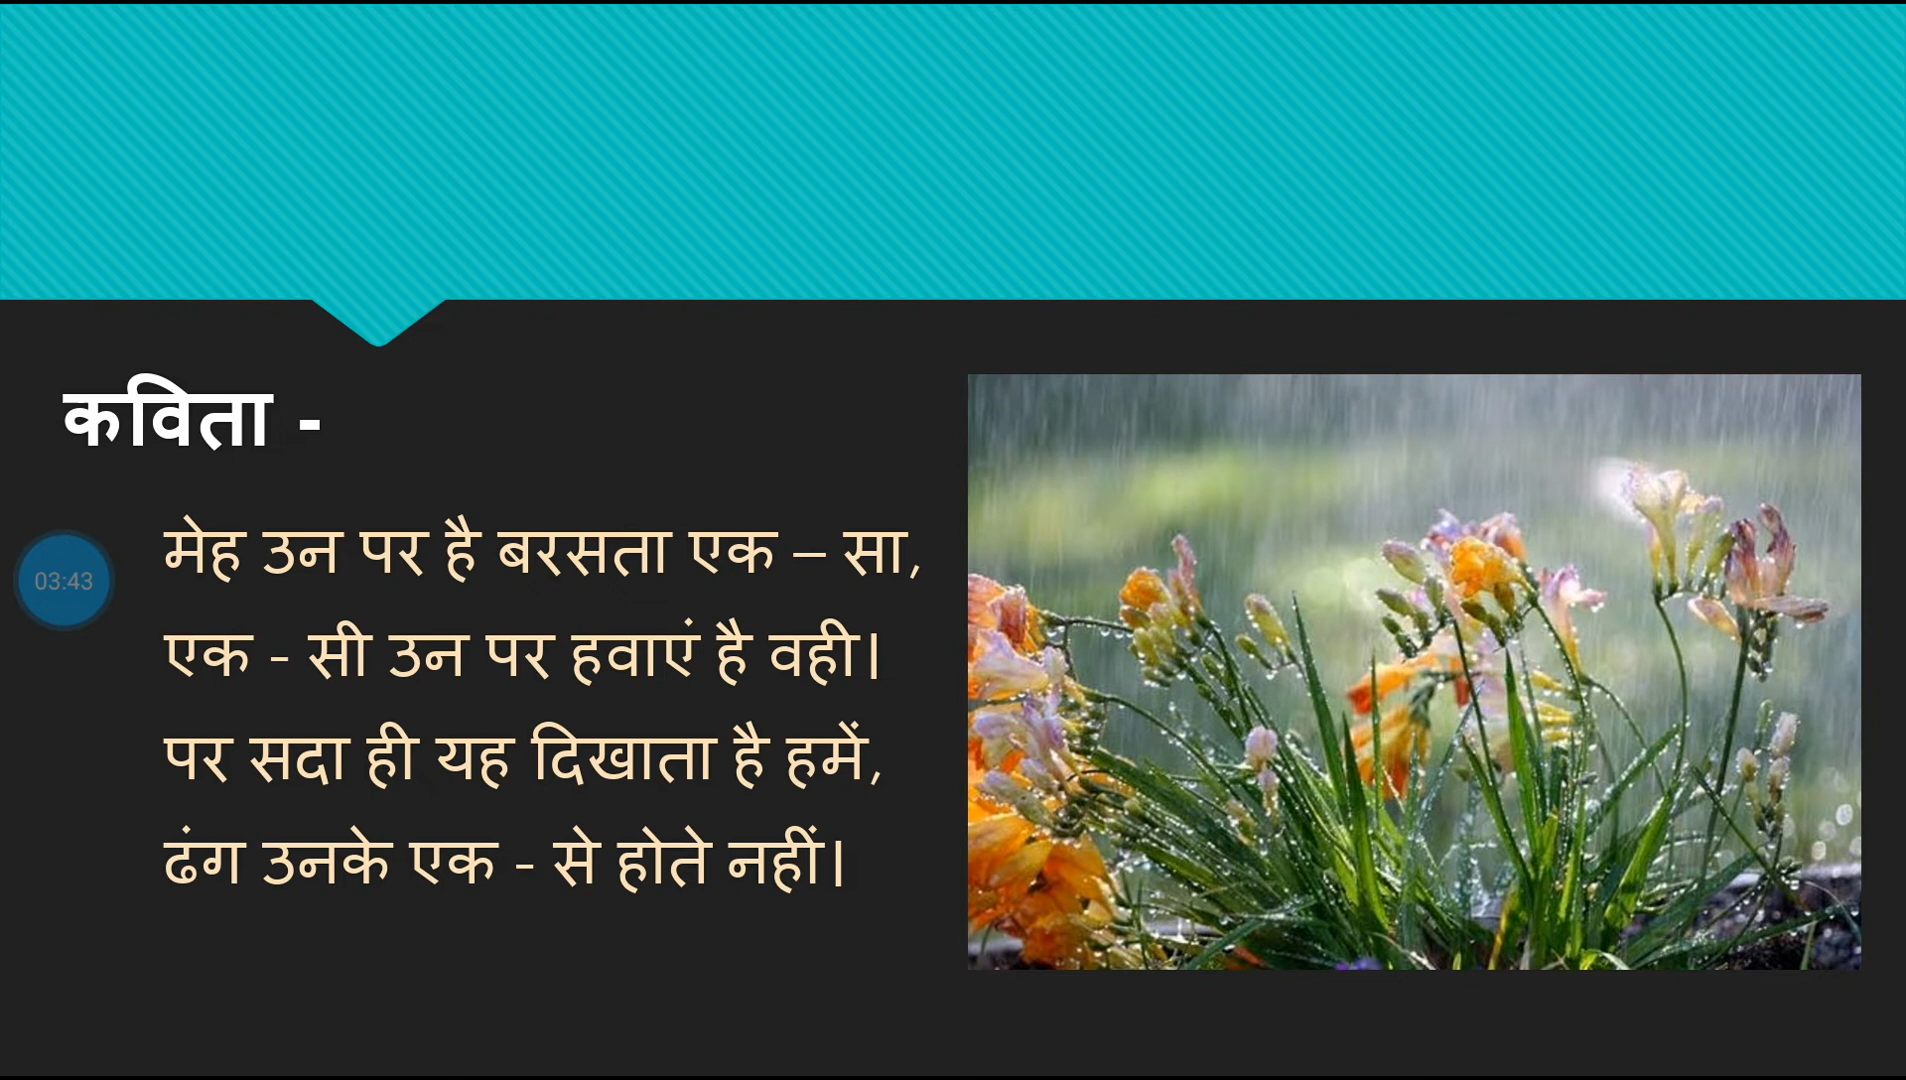 कविता -
मेह उन पर है बरसता एक – सा,
03:43
एक - सी उन पर हवाएं है वही।
पर सदा ही यह दिखाता है हमें,
ढंग उनके एक - से होते नहीं।